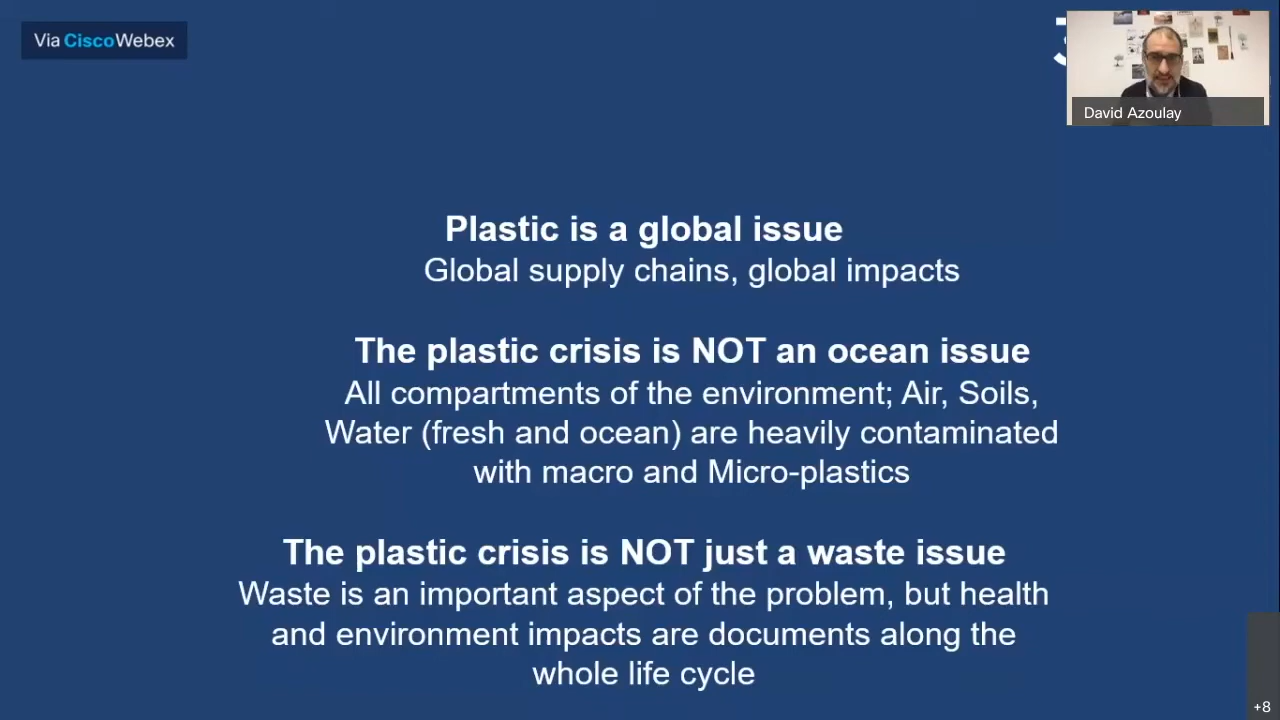 Via CiscoWebex
David Azoulay
Plastic is a global issue
Global supply chains, global impacts
The plastic crisis is NOT an ocean issue
All compartments of the environment; Air, Soils,
Water (fresh and ocean) are heavily contaminated
with macro and Micro-plastics
The plastic crisis is NOT just a waste issue
Waste is an important aspect of the problem, but health
and environment impacts are documents along the
whole life cycle
+8